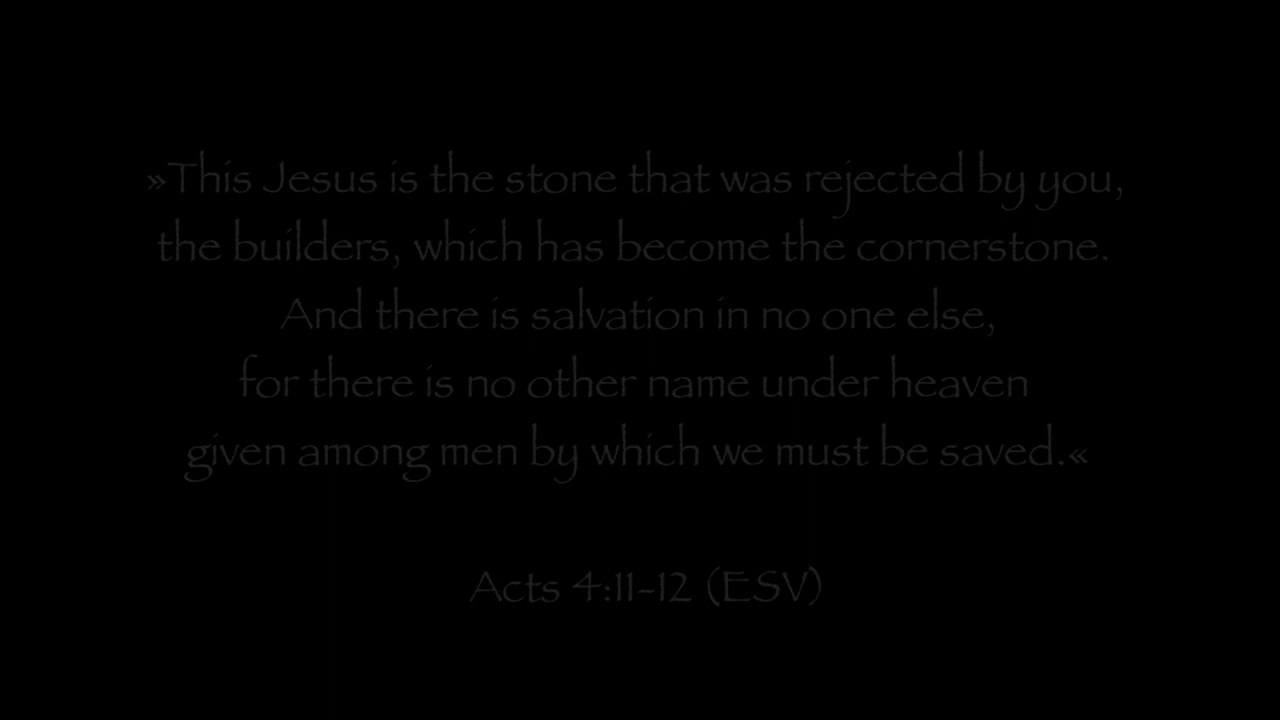 »This Jesus is the stone that was rejected by you,
the builders, which has become the cornerstone.
And there is salvation in no one else,
for there is no other name under heaven
given among men by which we must be saved.«
Acts 4:11-12 (ESV)